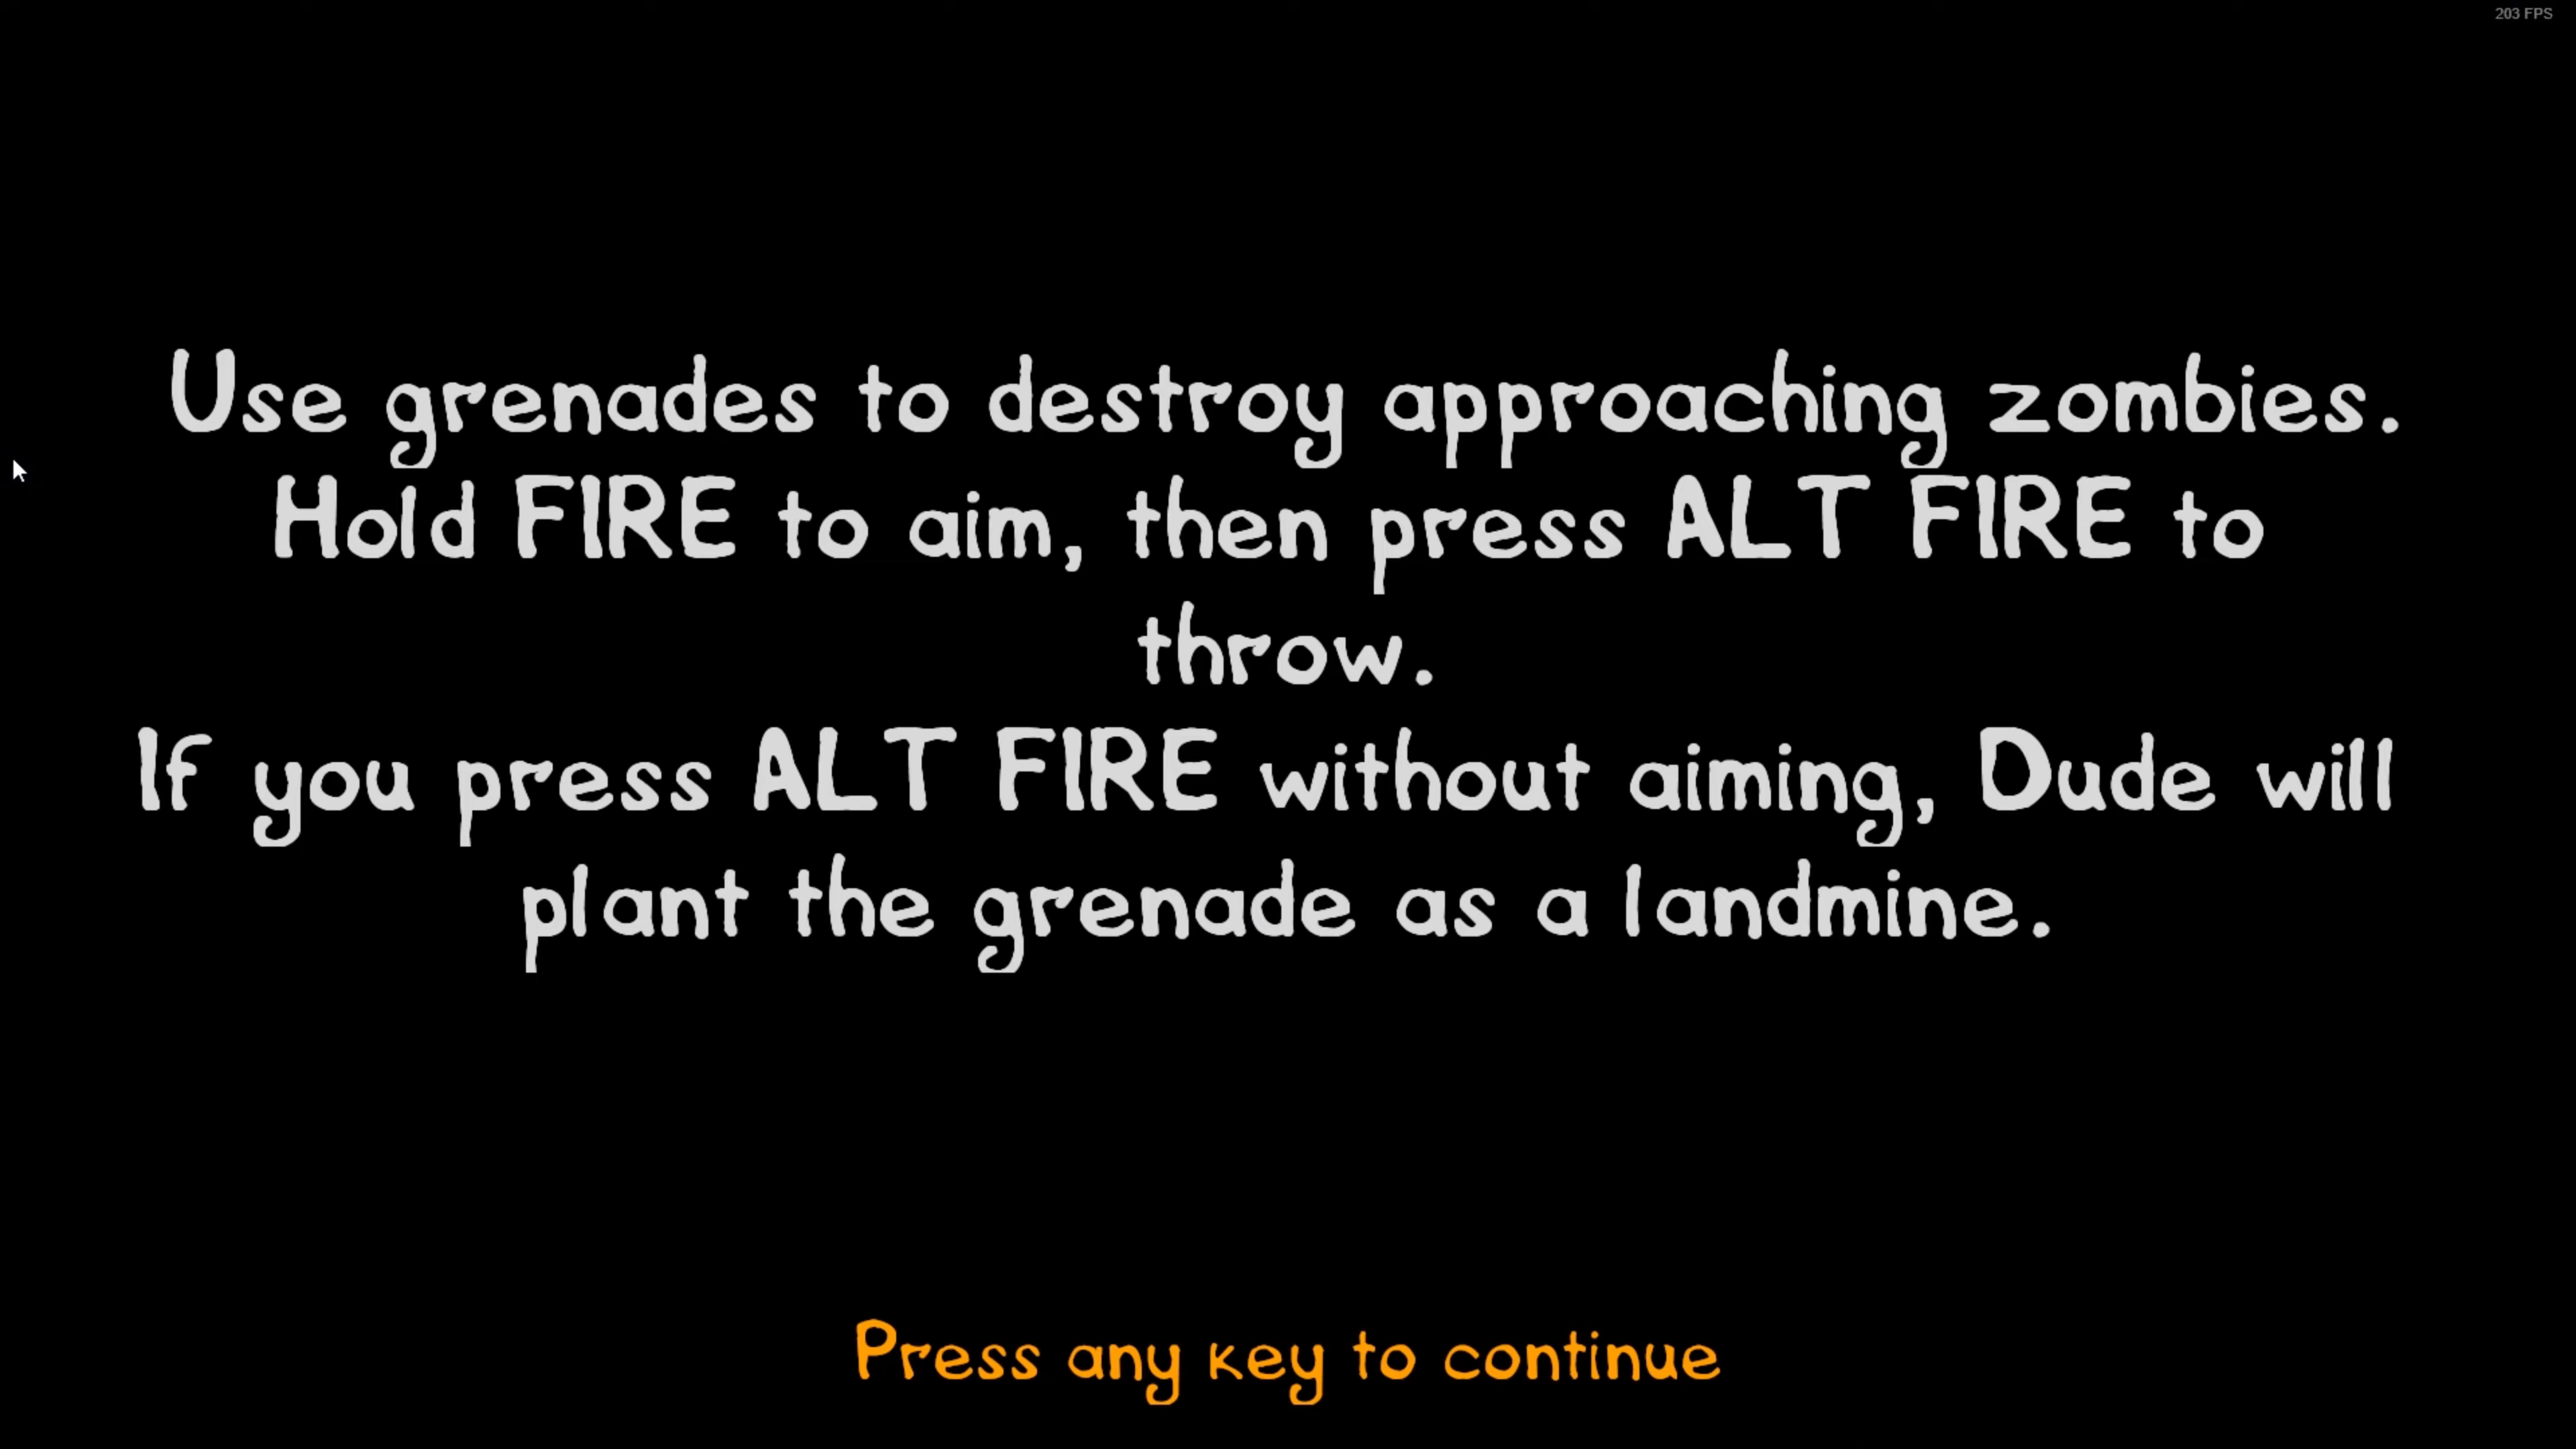 203 FPS
Use grenades to destroy approaching zombies.
Hold FIRE to aim, then press ALT FIRE to
throw.
If you press ALT FIRE without aiming, Dude will
plant the grenade as a landmine.
Press any key to continue